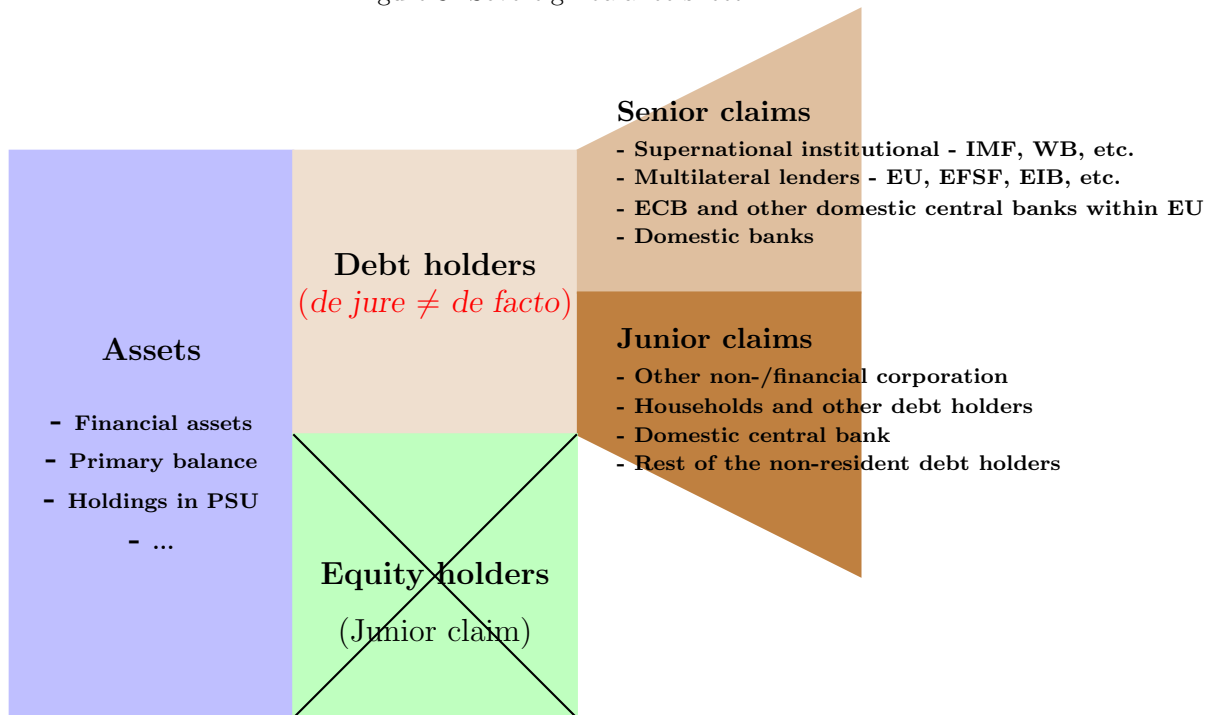 Assets
- Financial assets
- Primary balance
- Holdings in PSU
- ...
Debt holders
(de jure ≠ de facto)
Equity holders
(Junior claim)
Senior claims
- Supernational institutional - IMF, WB, etc.
- Multilateral lenders - EU, EFSF, EIB, etc.
- ECB and other domestic central banks within EU
- Domestic banks
Junior claims
- Other non-/financial corporation
- Households and other debt holders
- Domestic central bank
- Rest of the non-resident debt holders